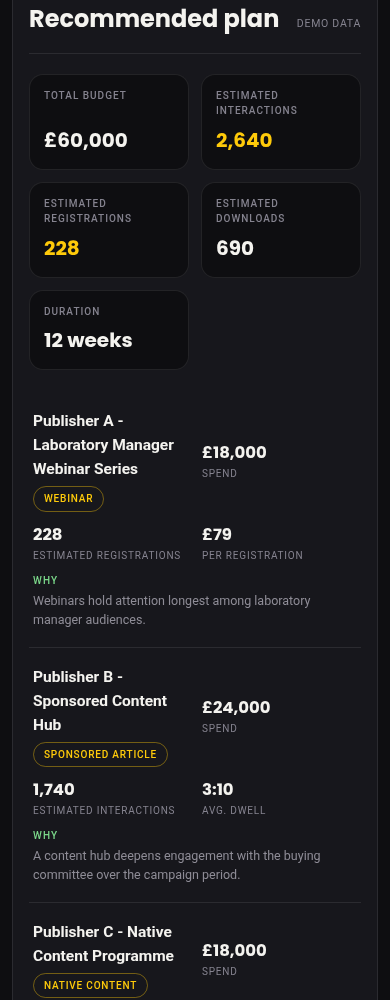 Recommended plan
DEMO DATA
TOTAL BUDGET
£60,000
ESTIMATED
INTERACTIONS
2,640
ESTIMATED
REGISTRATIONS
228
ESTIMATED
DOWNLOADS
690
DURATION
12 weeks
Publisher A -
Laboratory Manager
Webinar Series
WEBINAR
£18,000
SPEND
228
ESTIMATED REGISTRATIONS
£79
PER REGISTRATION
WHY
Webinars hold attention longest among laboratory
manager audiences.
Publisher B -
Sponsored Content
Hub
SPONSORED ARTICLE
£24,000
SPEND
1,740
ESTIMATED INTERACTIONS
3:10
AVG. DWELL
WHY
A content hub deepens engagement with the buying
committee over the campaign period.
Publisher C - Native
Content Programme
NATIVE CONTENT
£18,000
SPEND